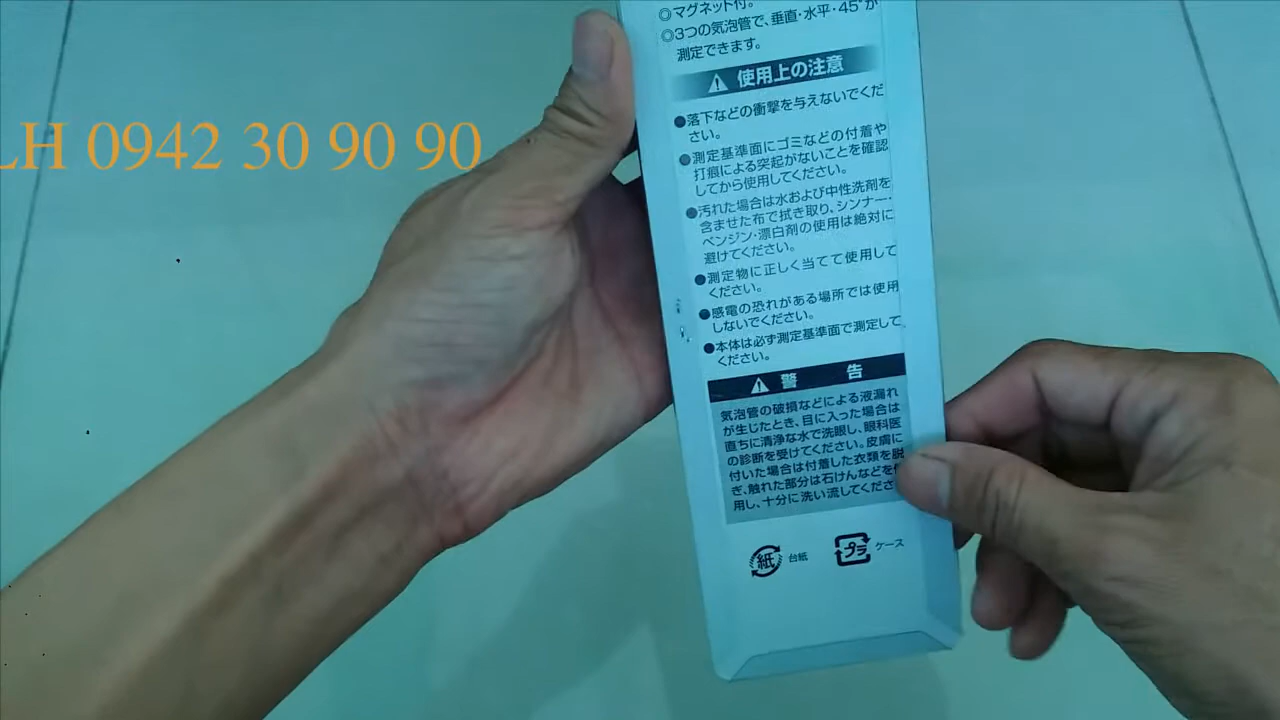 LH 0942 30 90 90
◎マグネット付。
◎3つの気泡管で、垂直・水平・45°が
測定できます。
使用上の注意
●落下などの衝撃を与えないでくだ
さい。
●測定基準面にゴミなどの付着や
打痕による突起がないことを確認
してから使用してください。
●汚れた場合は水および中性洗剤を
含ませた布で拭き取り、シンナー・
ベンジン・漂白剤の使用は絶対に
避けてください。
●測定物に正しく当てて使用して
ください。
●感電の恐れがある場所では使用
しないでください。
●本体は必ず測定基準面で測定して
ください。
警 告
気泡管の破損などによる液漏れ
が生じたとき、目に入った場合は
直ちに清浄な水で洗眼し、眼科医
の診断を受けてください。皮膚に
付いた場合は付着した衣類を脱
ぎ、触れた部分は石けんなどを使
用し、十分に洗い流してくださ
紙 台紙
プラ ケース